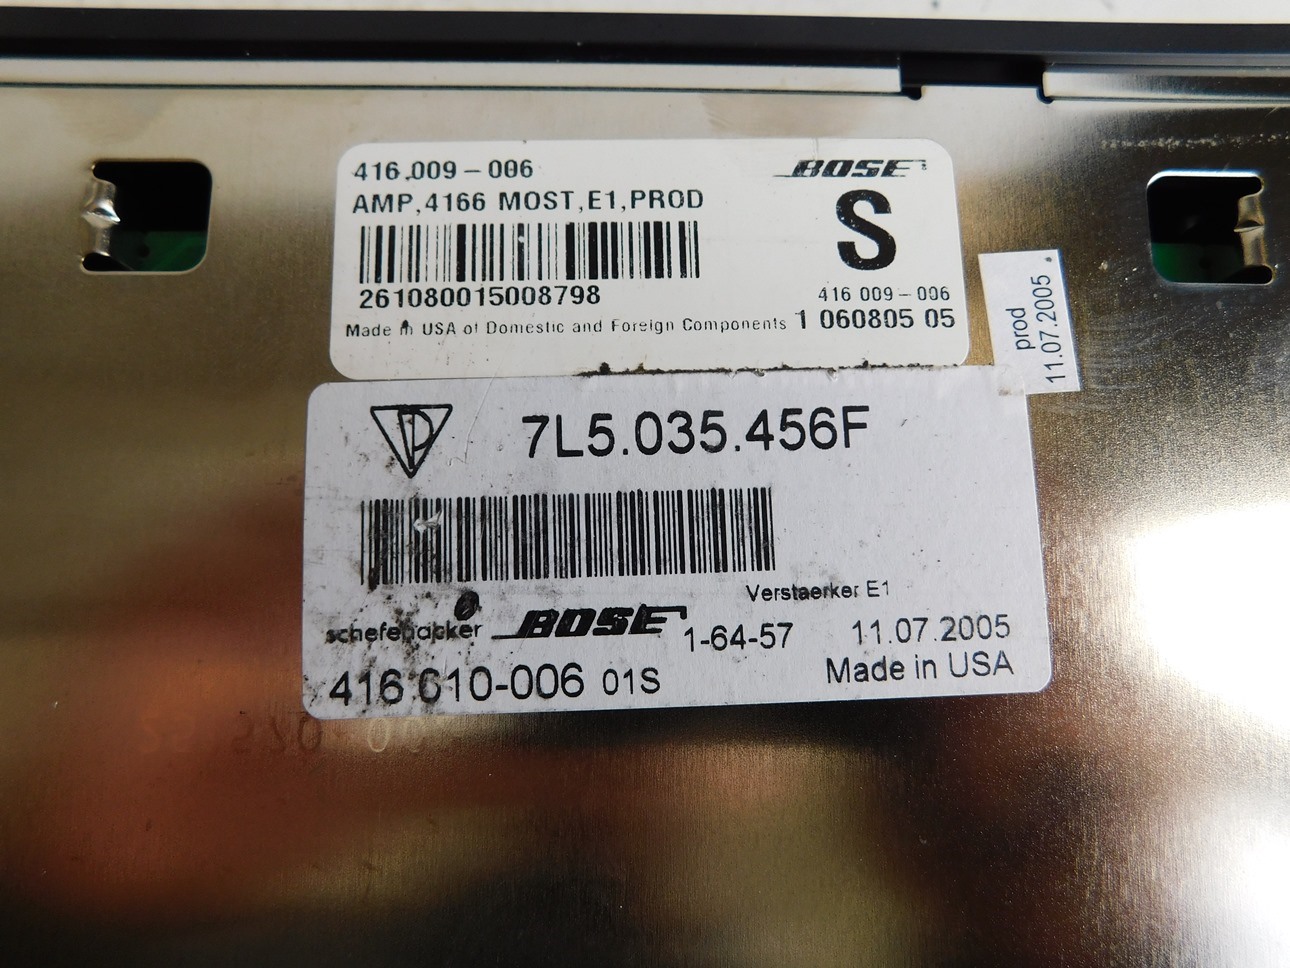 416.009-006
BOSE
AMP,4166 MOST,E1,PROD
S
261080015008798
416 009-006
Made in USA of Domestic and Foreign Components
1 060805 05
prod
11.07.2005
7L5.035.456F
Verstaerker E1
schefenacker
BOSE
1-64-57
11.07.2005
416 010-006 01S
Made in USA